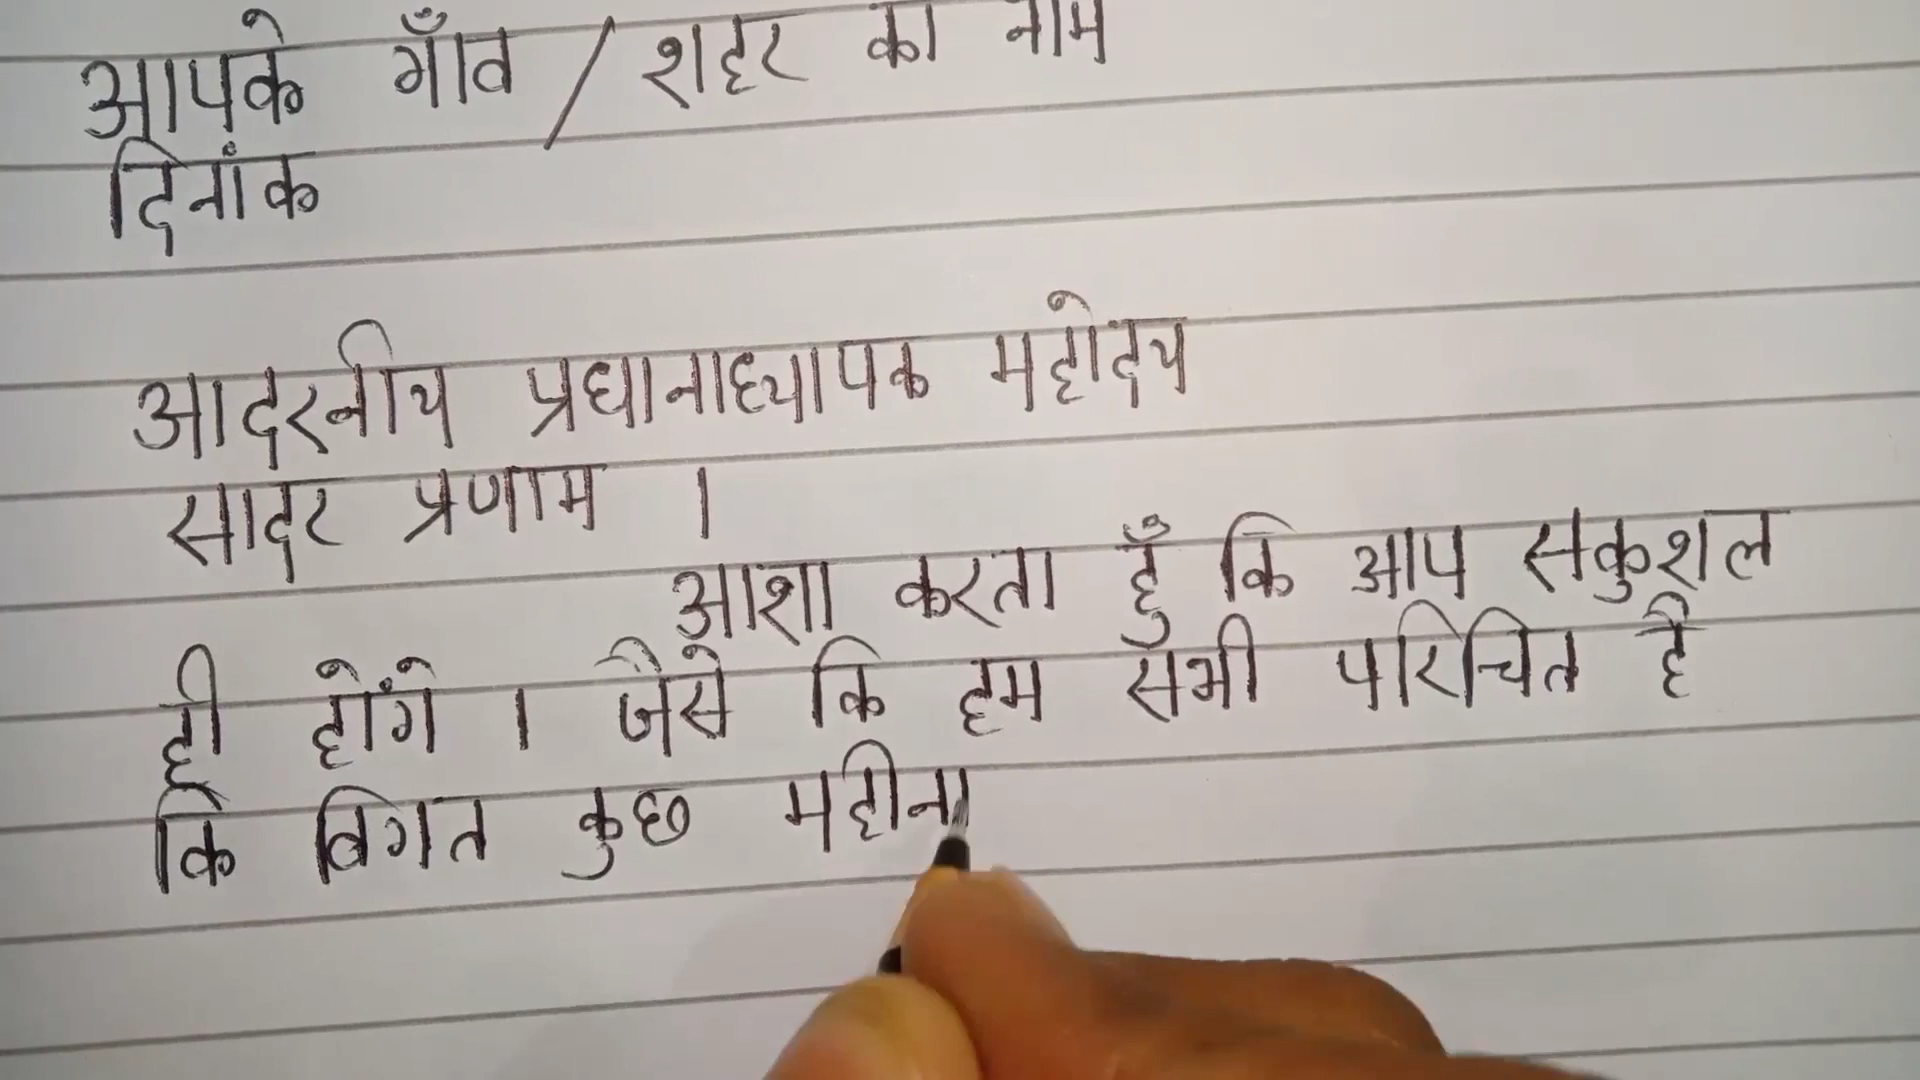 आपके गाँव / शहर का नाम
दिनांक
आदरनीय प्रधानाध्यापक महोदय
सादर प्रणाम ।
आशा करता हुँ कि आप सकुशल
ही होंगे । जैसे कि हम सभी परिचित है
कि विगत कुछ महीना